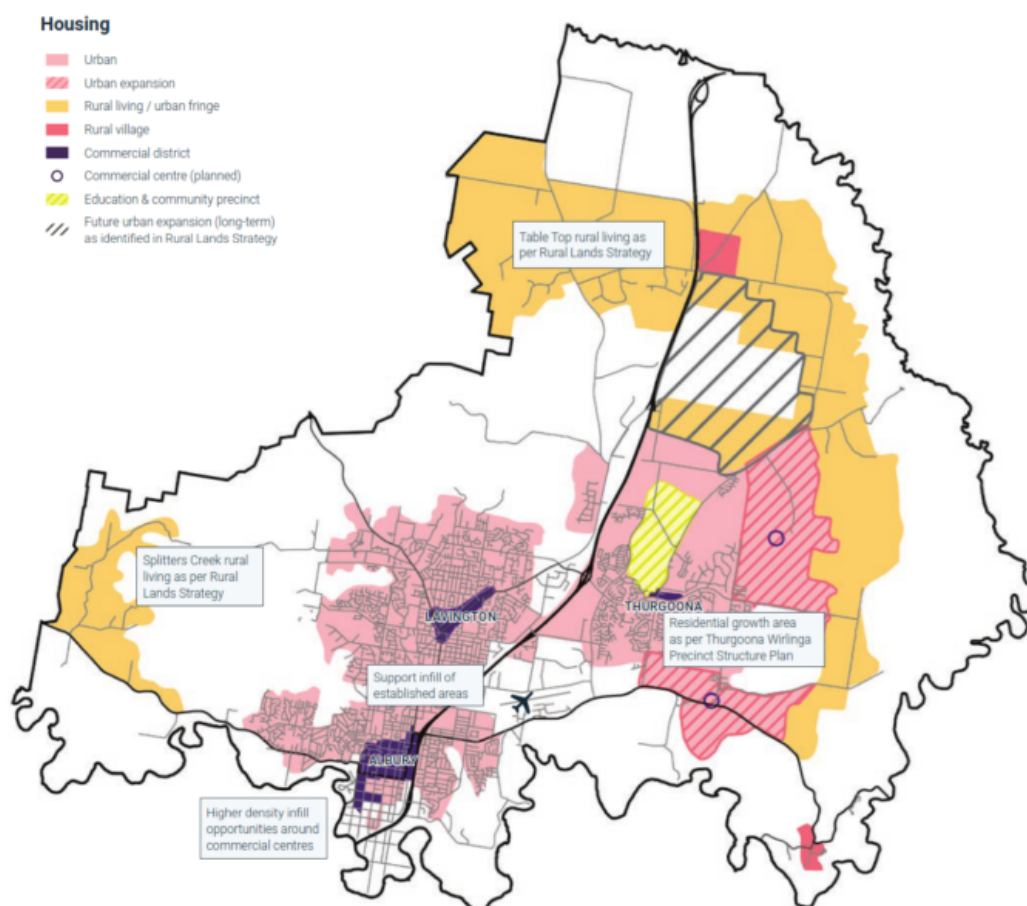 Housing
Urban
Urban expansion
Rural living / urban fringe
Rural village
Commercial district
Commercial centre (planned)
Education & community precinct
Future urban expansion (long-term)
as identified in Rural Lands Strategy
Table Top rural living as
per Rural Lands Strategy
Splitters Creek rural
living as per Rural
Lands Strategy
LAVINGTON
THURGOONA
Residential growth area
as per Thurgoona Wirlinga
Precinct Structure Plan
Support infill of
established areas
ALBURY
Higher density infill
opportunities around
commercial centres